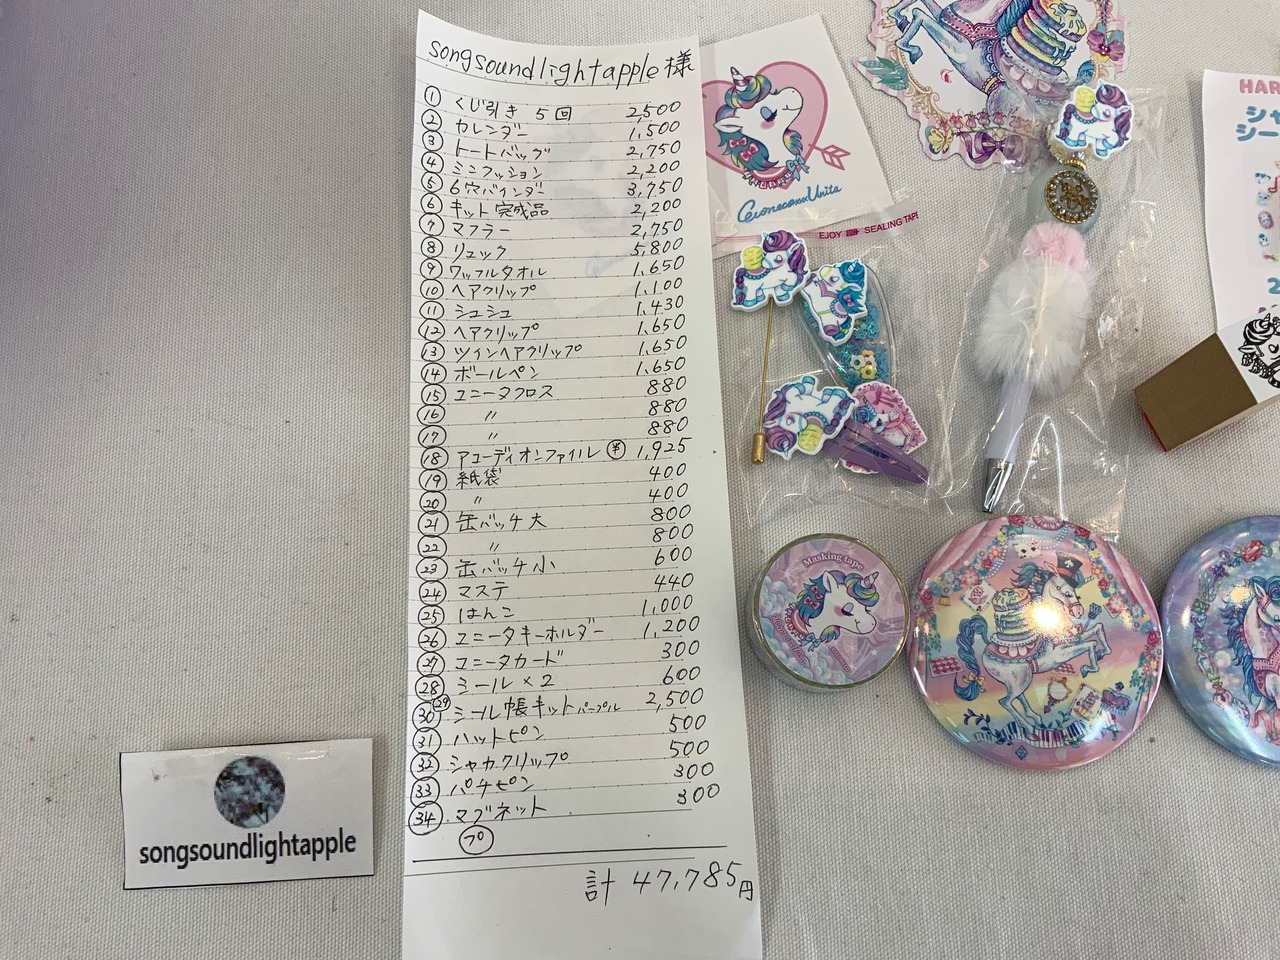 songsoundlightapple様
① くじ引き 5回 2,500
② カレンダー 1,500
③ トートバッグ 2,750
④ ミニクッション 2,200
⑤ 6穴バインダー 3,750
⑥ キット完成品 2,200
⑦ マフラー 2,750
⑧ リュック 5,800
⑨ ワッフルタオル 1,650
⑩ ヘアクリップ 1,100
⑪ シュシュ 1,430
⑫ ヘアクリップ 1,650
⑬ ツインヘアクリップ 1,650
⑭ ボールペン 1,650
⑮ ユニータフロス 880
⑯ 〃 880
⑰ 〃 880
⑱ アコーディオンファイル ¥ 1,925
⑲ 紙袋 400
⑳ 〃 400
㉑ 缶バッチ大 800
㉒ 〃 800
㉓ 缶バッチ小 600
㉔ マステ 440
㉕ はんこ 1,000
㉖ ユニータキーホルダー 1,200
㉗ ユニータカード 300
㉘ シール×2 600
㉙
㉚ シール帳キットパープル 2,500
㉛ ハットピン 500
㉜ シャカクリップ 500
㉝ パチピン 300
㉞ マグネット 300
プ
計 47,785円
songsoundlightapple
Unita
EJOY SEALING TAPE
Masking tape
HAR
シャ
シー
2